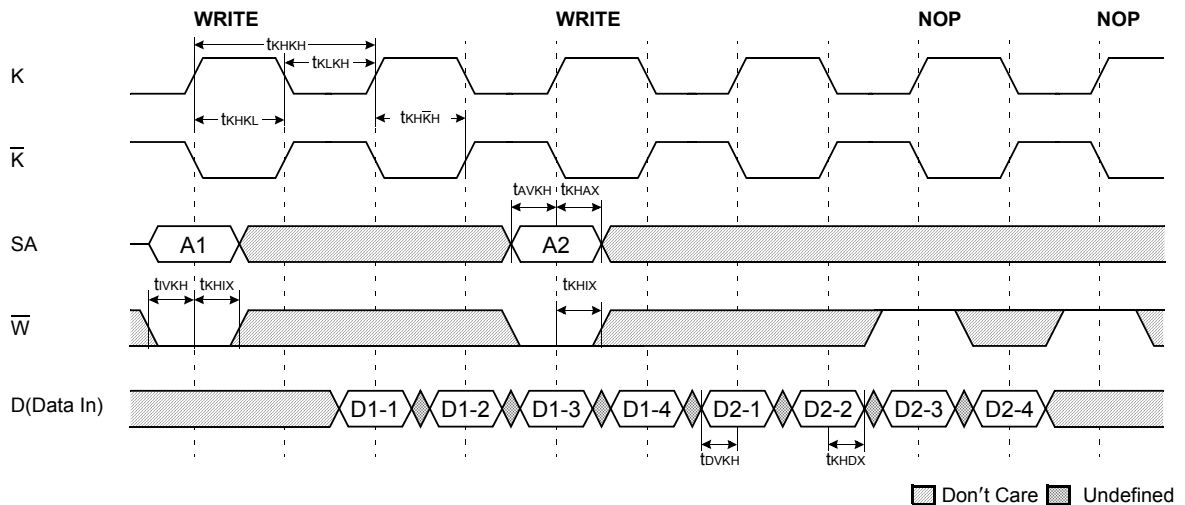 WRITE WRITE NOP NOP
tKHKH
tKLKH
K
tKHKL tKHK̅H
K̅
tAVKH tKHAX
SA A1 A2
tIVKH tKHIX tKHIX
W̅
D(Data In) D1-1 D1-2 D1-3 D1-4 D2-1 D2-2 D2-3 D2-4
tDVKH tKHDX
Don't Care Undefined